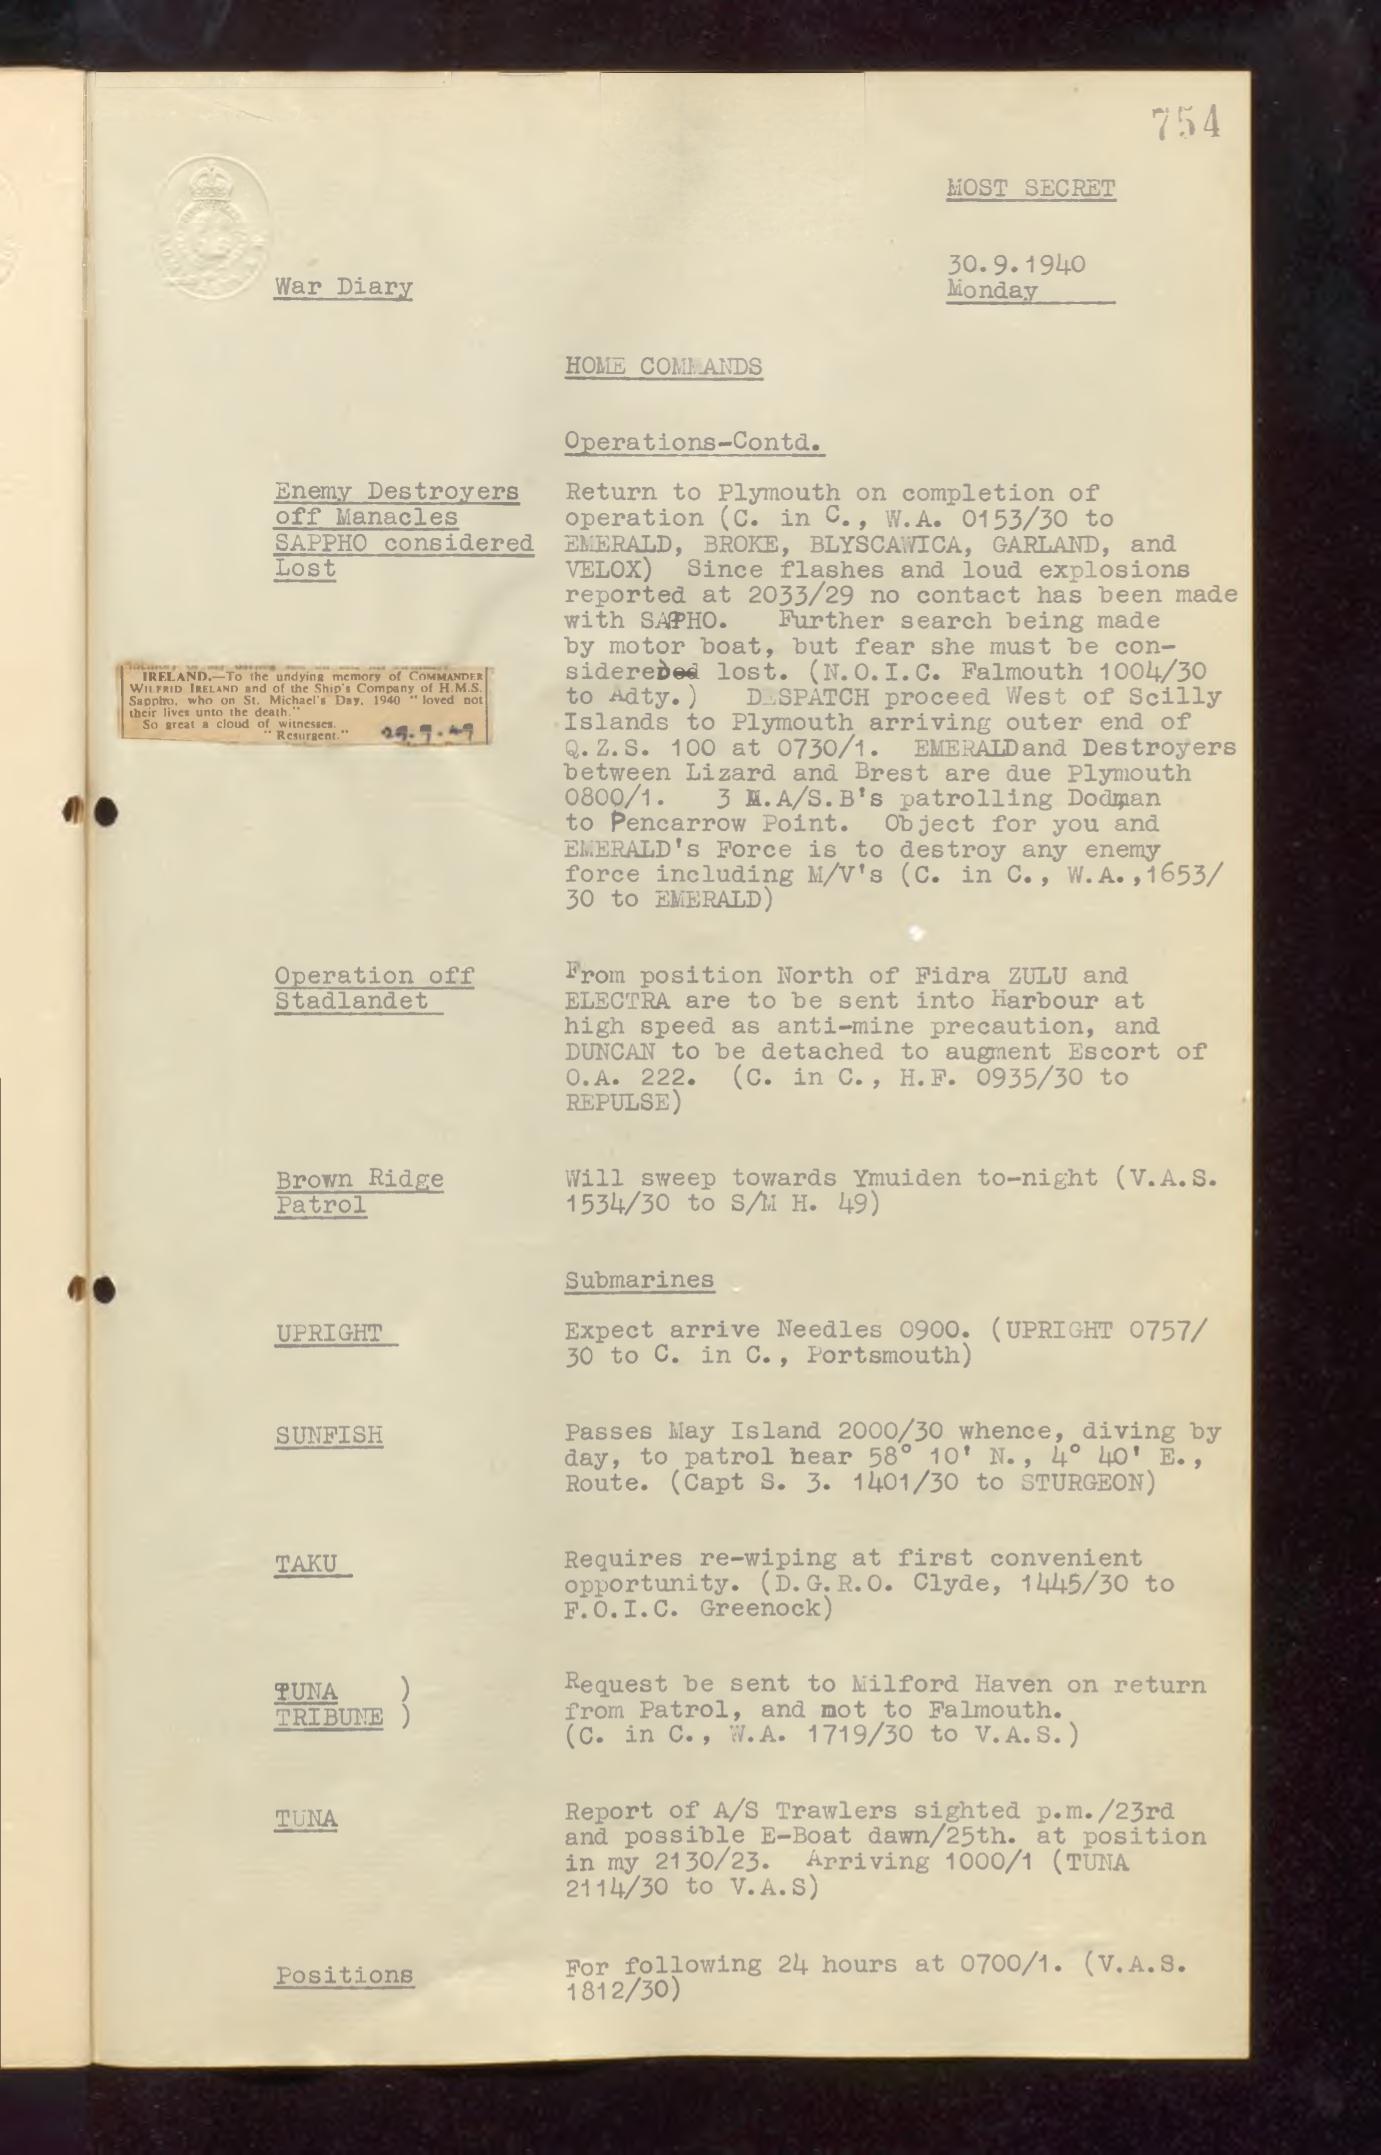 754
MOST SECRET
30.9.1940
War Diary
Monday
HOME COMMANDS
Operations-Contd.
Enemy Destroyers
off Manacles
SAPPHO considered
Lost
Return to Plymouth on completion of
operation (C. in C., W.A. 0153/30 to
EMERALD, BROKE, BLYSCAWICA, GARLAND, and
VELOX) Since flashes and loud explosions
reported at 2033/29 no contact has been made
with SAPPHO. Further search being made
by motor boat, but fear she must be con-
sidered lost. (N.O.I.C. Falmouth 1004/30
to Adty.) DESPATCH proceed West of Scilly
Islands to Plymouth arriving outer end of
Q.Z.S. 100 at 0730/1. EMERALDand Destroyers
between Lizard and Brest are due Plymouth
0800/1. 3 M.A/S.B's patrolling Dodman
to Pencarrow Point. Object for you and
EMERALD's Force is to destroy any enemy
force including M/V's (C. in C., W.A.,1653/
30 to EMERALD)
IRELAND.—To the undying memory of COMMANDER
WILFRID IRELAND and of the Ship's Company of H.M.S.
Sappho, who on St. Michael's Day, 1940 "loved not
their lives unto the death."
So great a cloud of witnesses.
"Resurgent."
29.9.49
Operation off
Stadlandet
From position North of Fidra ZULU and
ELECTRA are to be sent into Harbour at
high speed as anti-mine precaution, and
DUNCAN to be detached to augment Escort of
O.A. 222. (C. in C., H.F. 0935/30 to
REPULSE)
Brown Ridge
Patrol
Will sweep towards Ymuiden to-night (V.A.S.
1534/30 to S/M H. 49)
Submarines
UPRIGHT
Expect arrive Needles 0900. (UPRIGHT 0757/
30 to C. in C., Portsmouth)
SUNFISH
Passes May Island 2000/30 whence, diving by
day, to patrol near 58° 10' N., 4° 40' E.,
Route. (Capt S. 3. 1401/30 to STURGEON)
TAKU
Requires re-wiping at first convenient
opportunity. (D.G.R.O. Clyde, 1445/30 to
F.O.I.C. Greenock)
TUNA )
TRIBUNE )
Request be sent to Milford Haven on return
from Patrol, and not to Falmouth.
(C. in C., W.A. 1719/30 to V.A.S.)
TUNA
Report of A/S Trawlers sighted p.m./23rd
and possible E-Boat dawn/25th. at position
in my 2130/23. Arriving 1000/1 (TUNA
2114/30 to V.A.S)
Positions
For following 24 hours at 0700/1. (V.A.S.
1812/30)